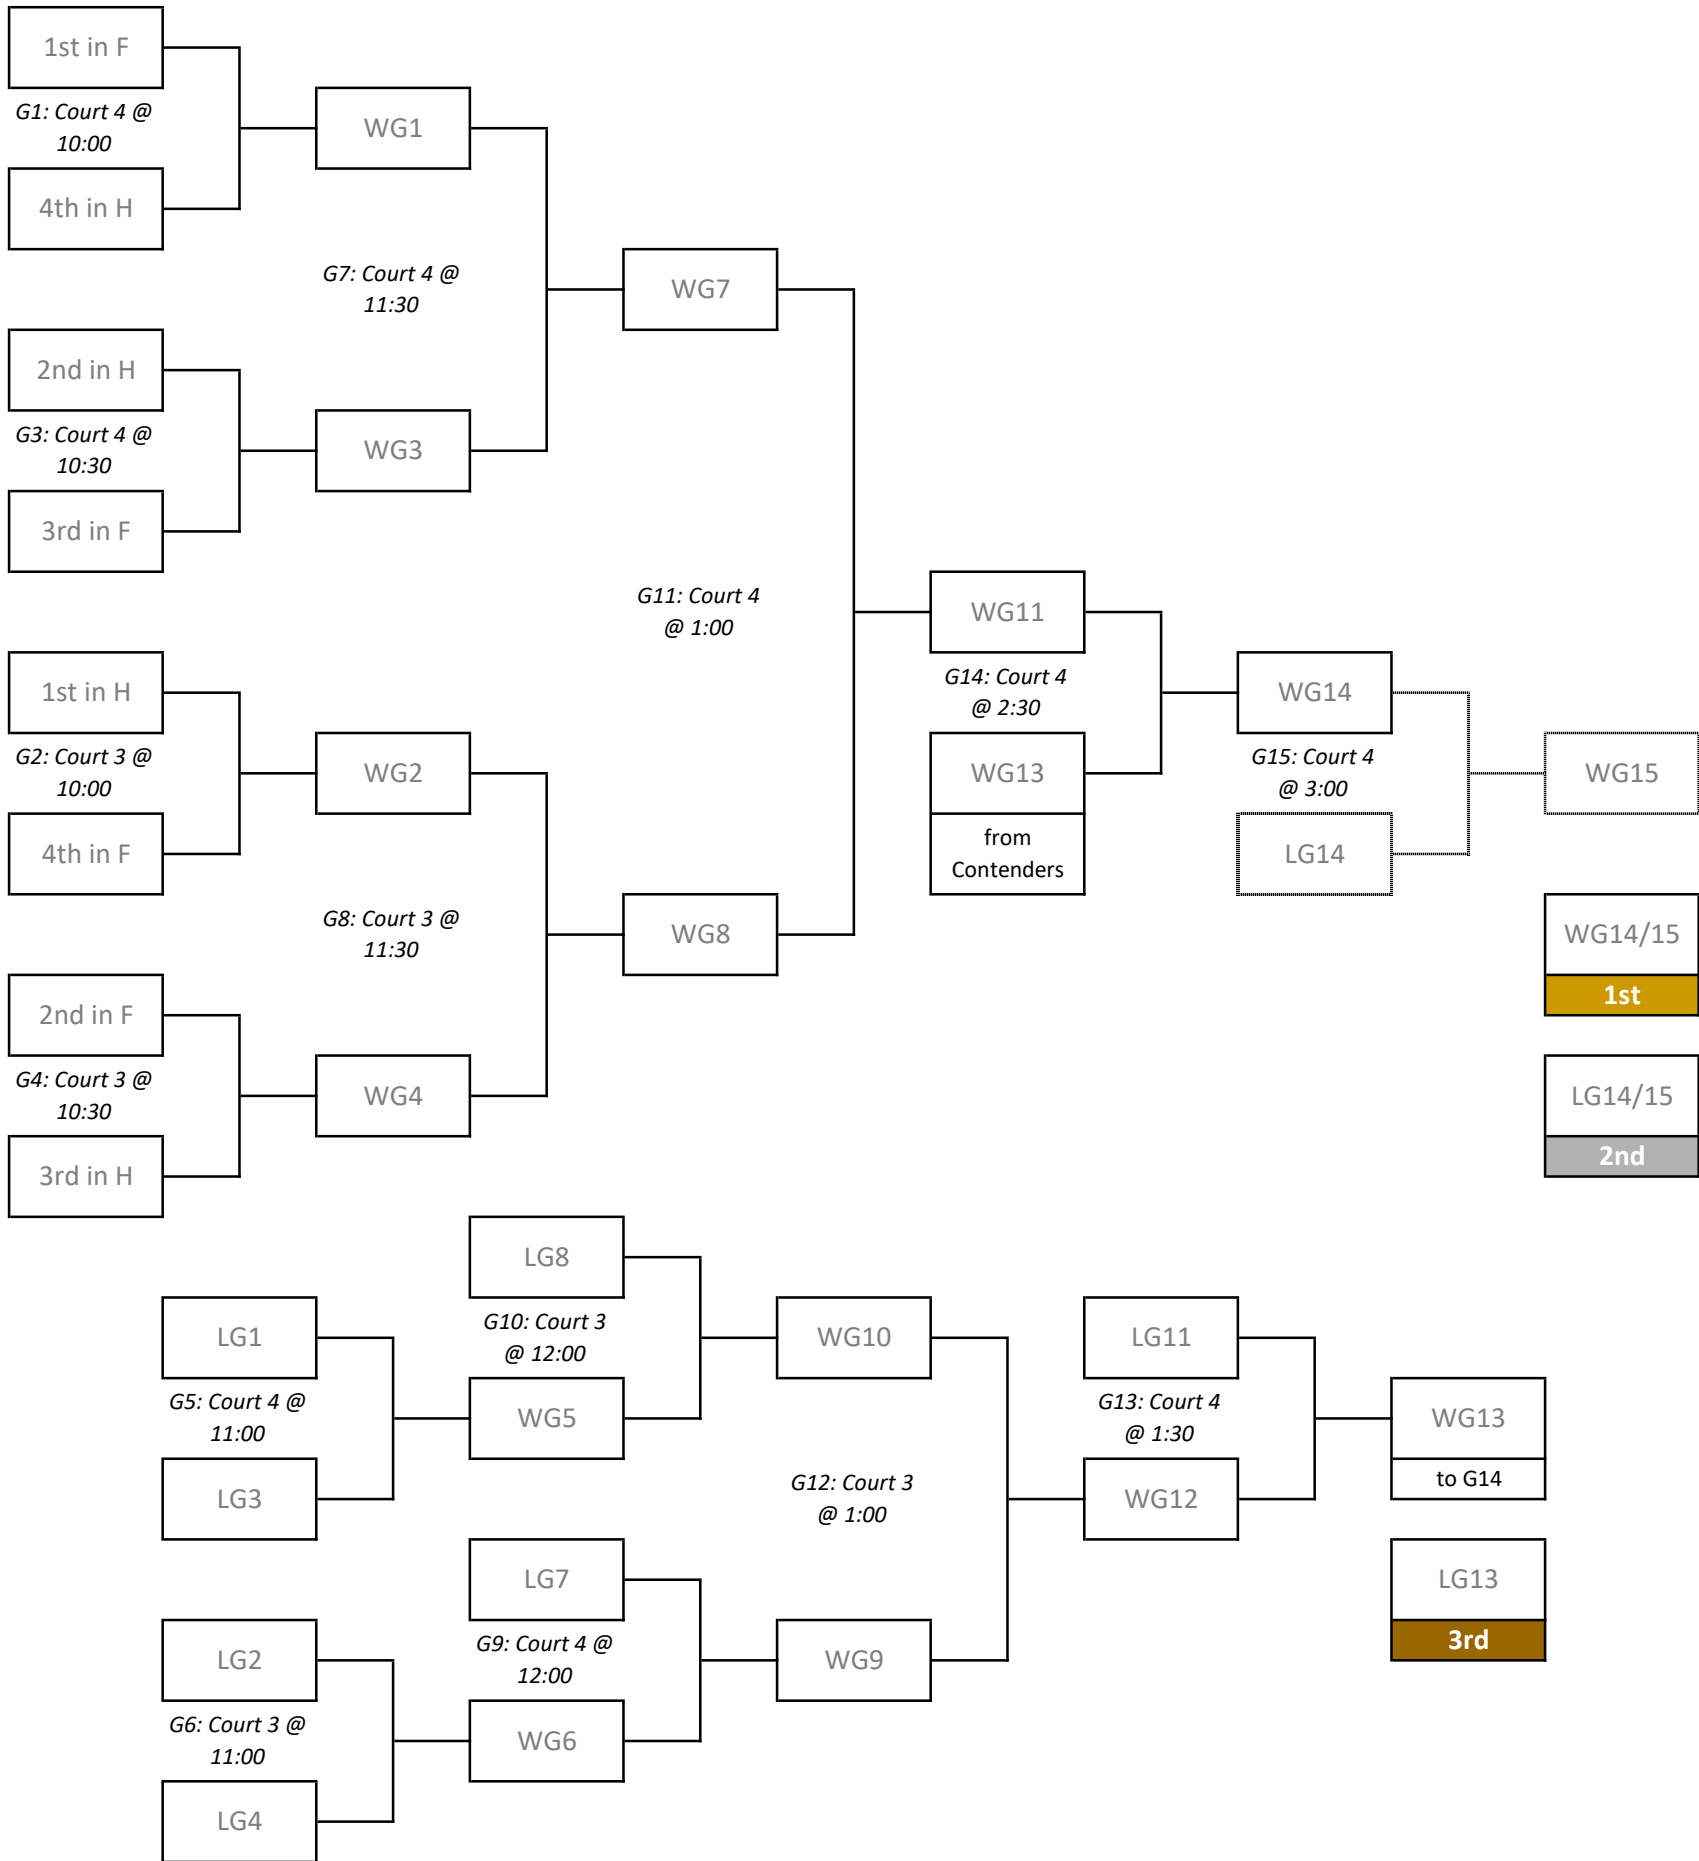 1st in F
G1: Court 4 @
10:00
WG1
4th in H
G7: Court 4 @
11:30
WG7
2nd in H
G3: Court 4 @
10:30
WG3
3rd in F
G11: Court 4
@ 1:00
WG11
G14: Court 4
@ 2:30
WG13
from
Contenders
WG14
G15: Court 4
@ 3:00
LG14
WG15
1st in H
G2: Court 3 @
10:00
WG2
4th in F
G8: Court 3 @
11:30
WG8
WG14/15
1st
2nd in F
G4: Court 3 @
10:30
WG4
3rd in H
LG14/15
2nd
LG8
G10: Court 3
@ 12:00
WG10
LG1
G5: Court 4 @
11:00
WG5
LG3
LG11
G13: Court 4
@ 1:30
WG13
to G14
G12: Court 3
@ 1:00
WG12
LG7
G9: Court 4 @
12:00
WG9
LG13
3rd
LG2
G6: Court 3 @
11:00
WG6
LG4